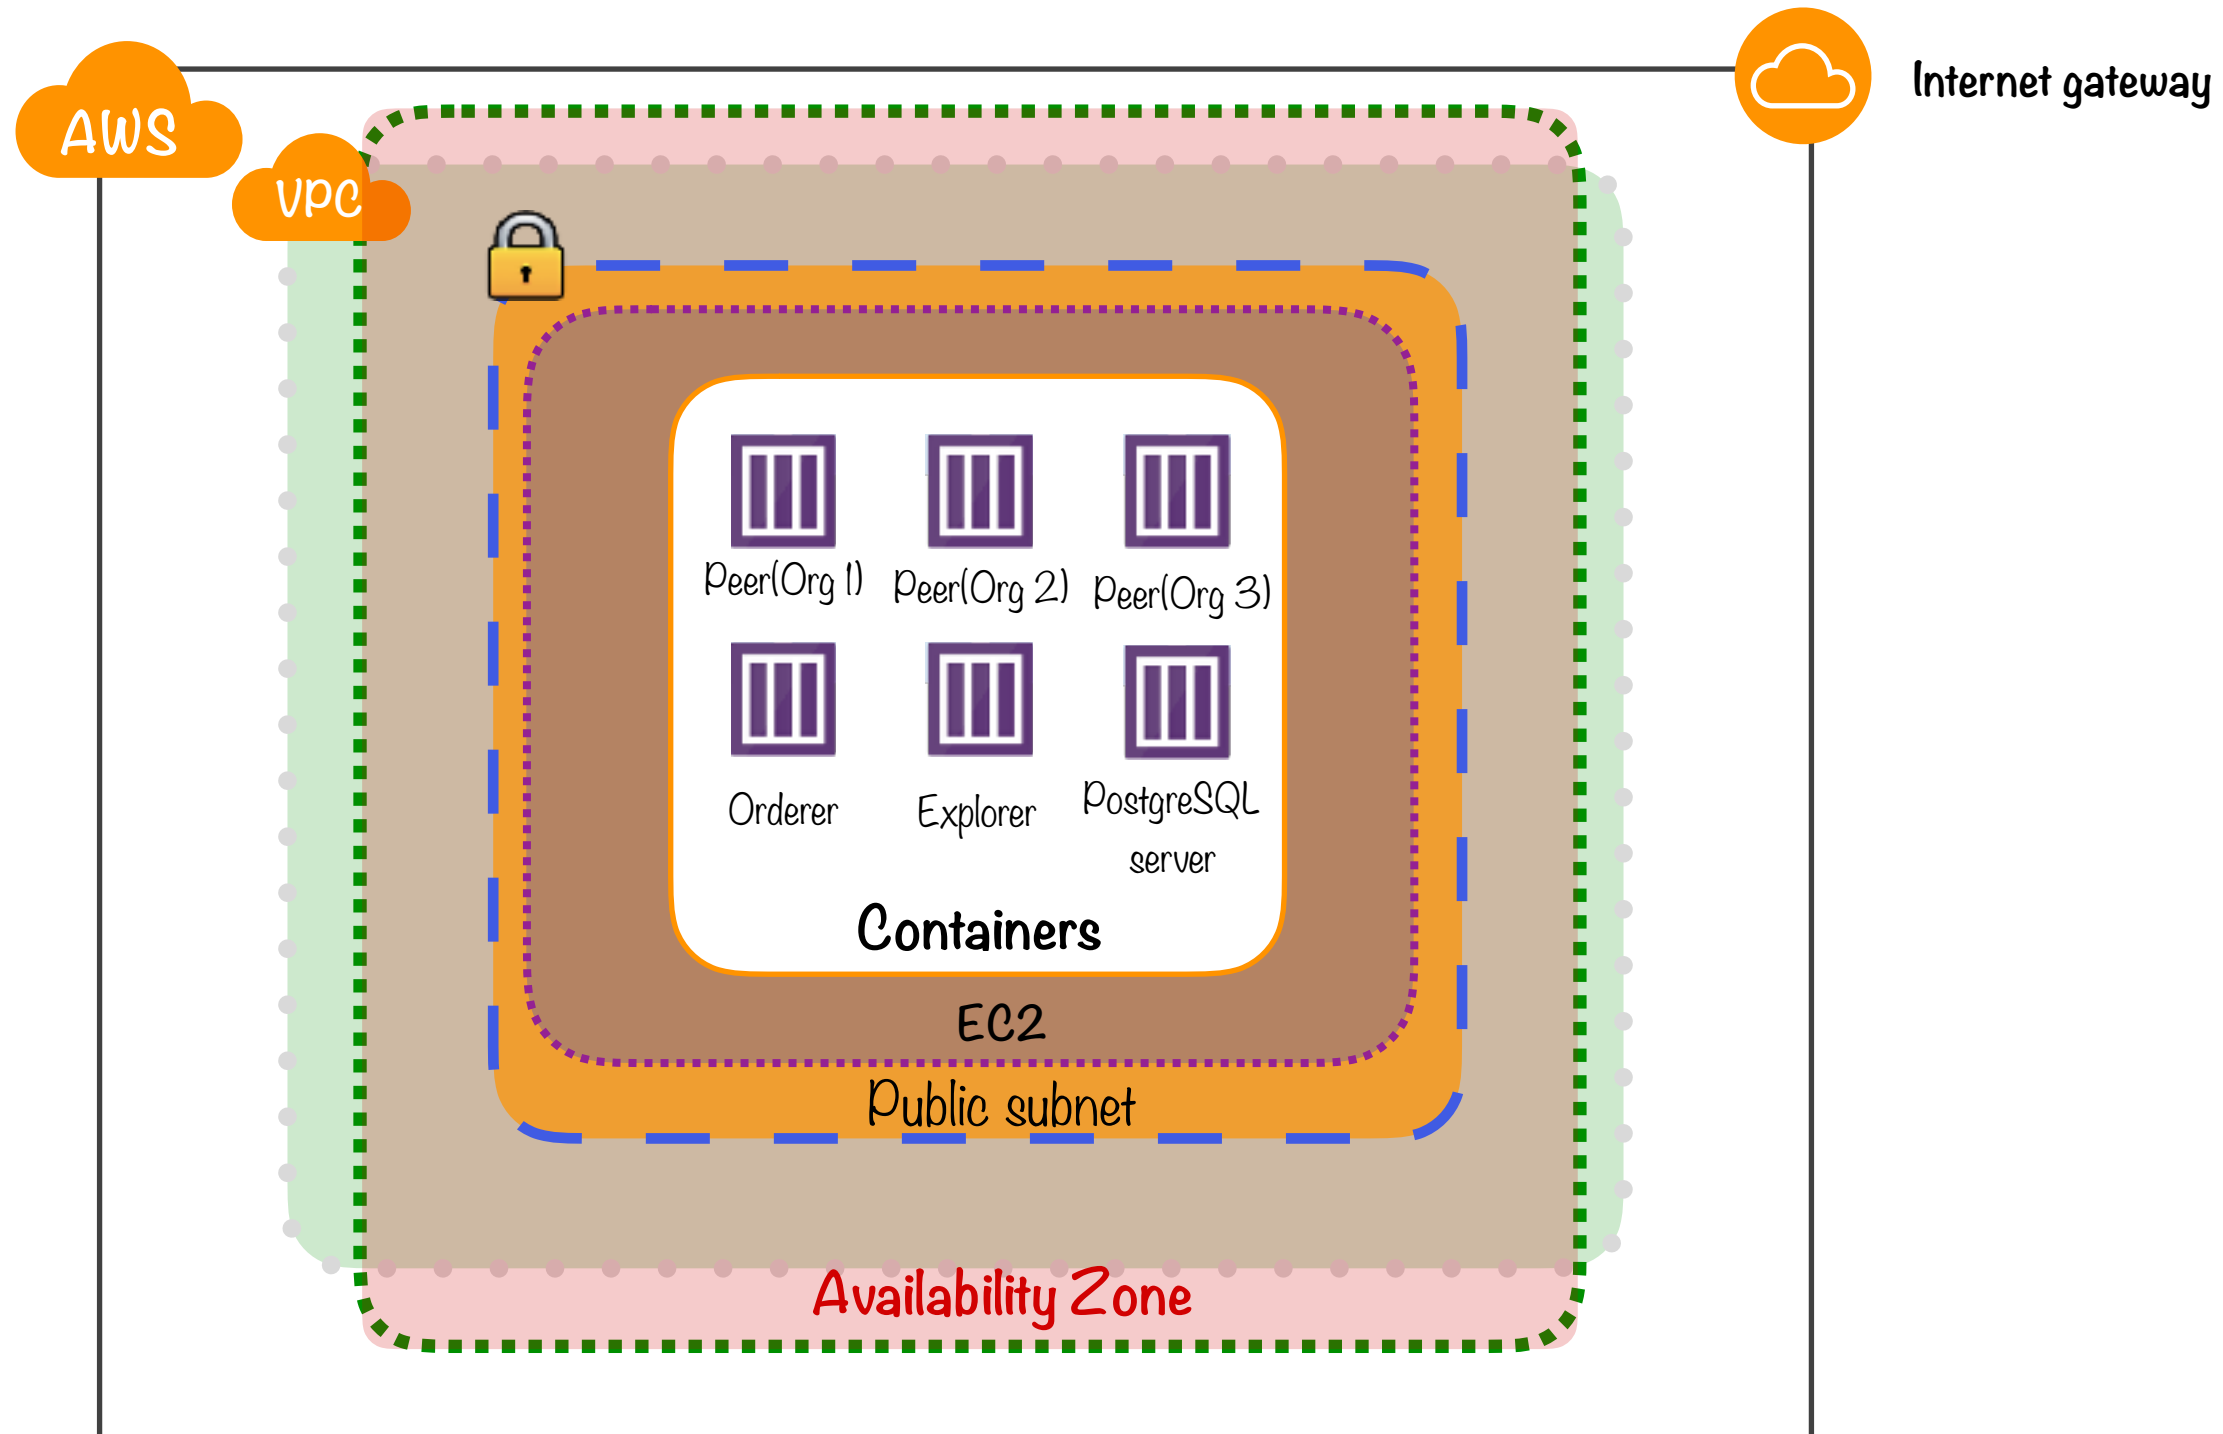 AWS
Internet gateway
VPC
Peer(Org 1)
Peer(Org 2)
Peer(Org 3)
Orderer
Explorer
PostgreSQL
server
Containers
EC2
Public subnet
Availability Zone